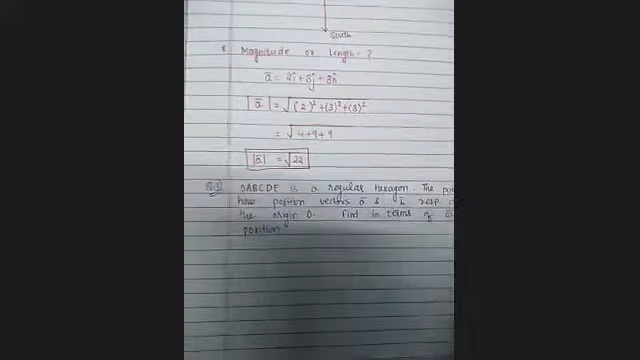 South
* Magnitude or Length = ?
ā = 2î + 3ĵ + 3k̂
|ā| = √(2)² + (3)² + (3)²
= √4+9+9
|ā| = √22
OABCDE is a regular hexagon. The
have position vectors ā & b̄ resp
the origin O. Find in terms of
position